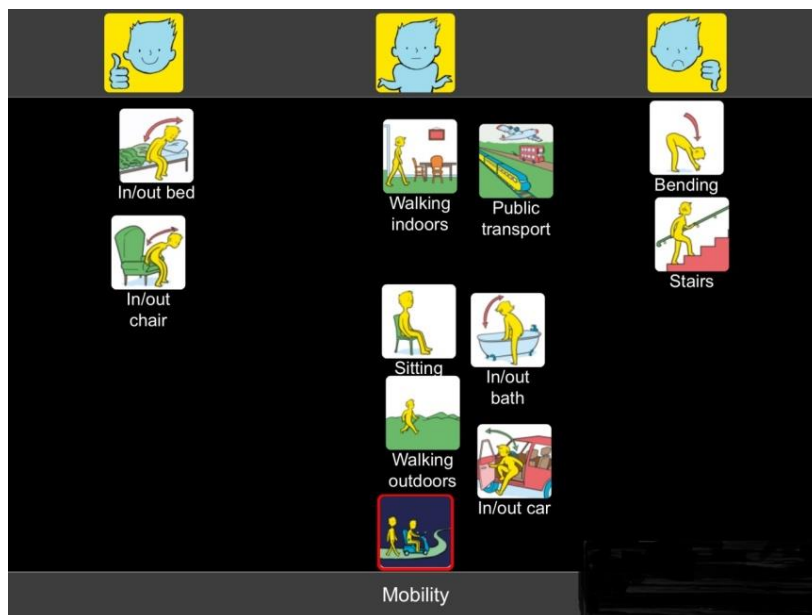 In/out bed
In/out
chair
Walking
indoors
Public
transport
Sitting
In/out
bath
Walking
outdoors
In/out car
Bending
Stairs
Mobility